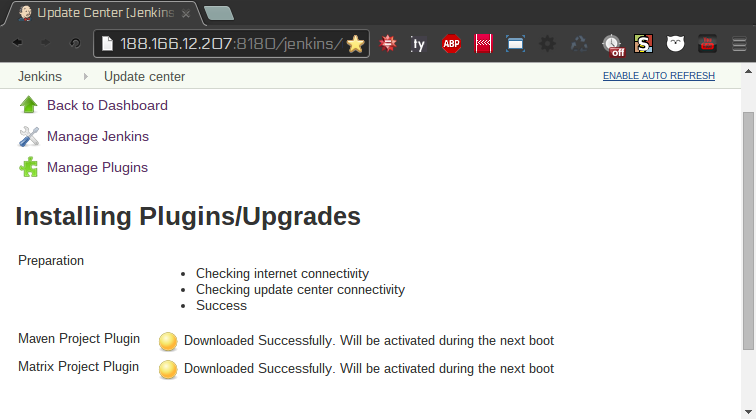 Update Center [Jenkins
188.166.12.207:8180/jenkins/
ty
ABP
off
S
Jenkins
Update center
ENABLE AUTO REFRESH
Back to Dashboard
Manage Jenkins
Manage Plugins
Installing Plugins/Upgrades
Preparation
Checking internet connectivity
Checking update center connectivity
Success
Maven Project Plugin
Downloaded Successfully. Will be activated during the next boot
Matrix Project Plugin
Downloaded Successfully. Will be activated during the next boot